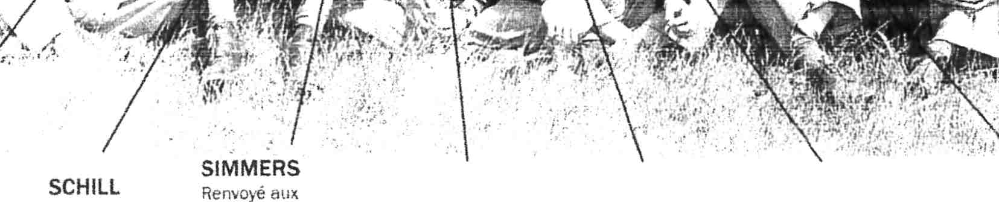 SIMMERS
SCHILL
Renvoyé aux